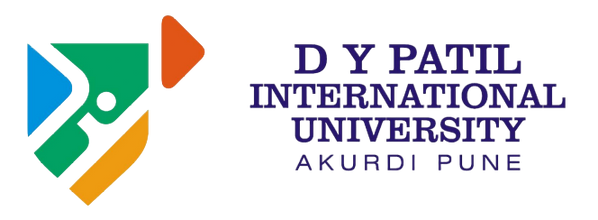 D Y PATIL
INTERNATIONAL
UNIVERSITY
AKURDI PUNE